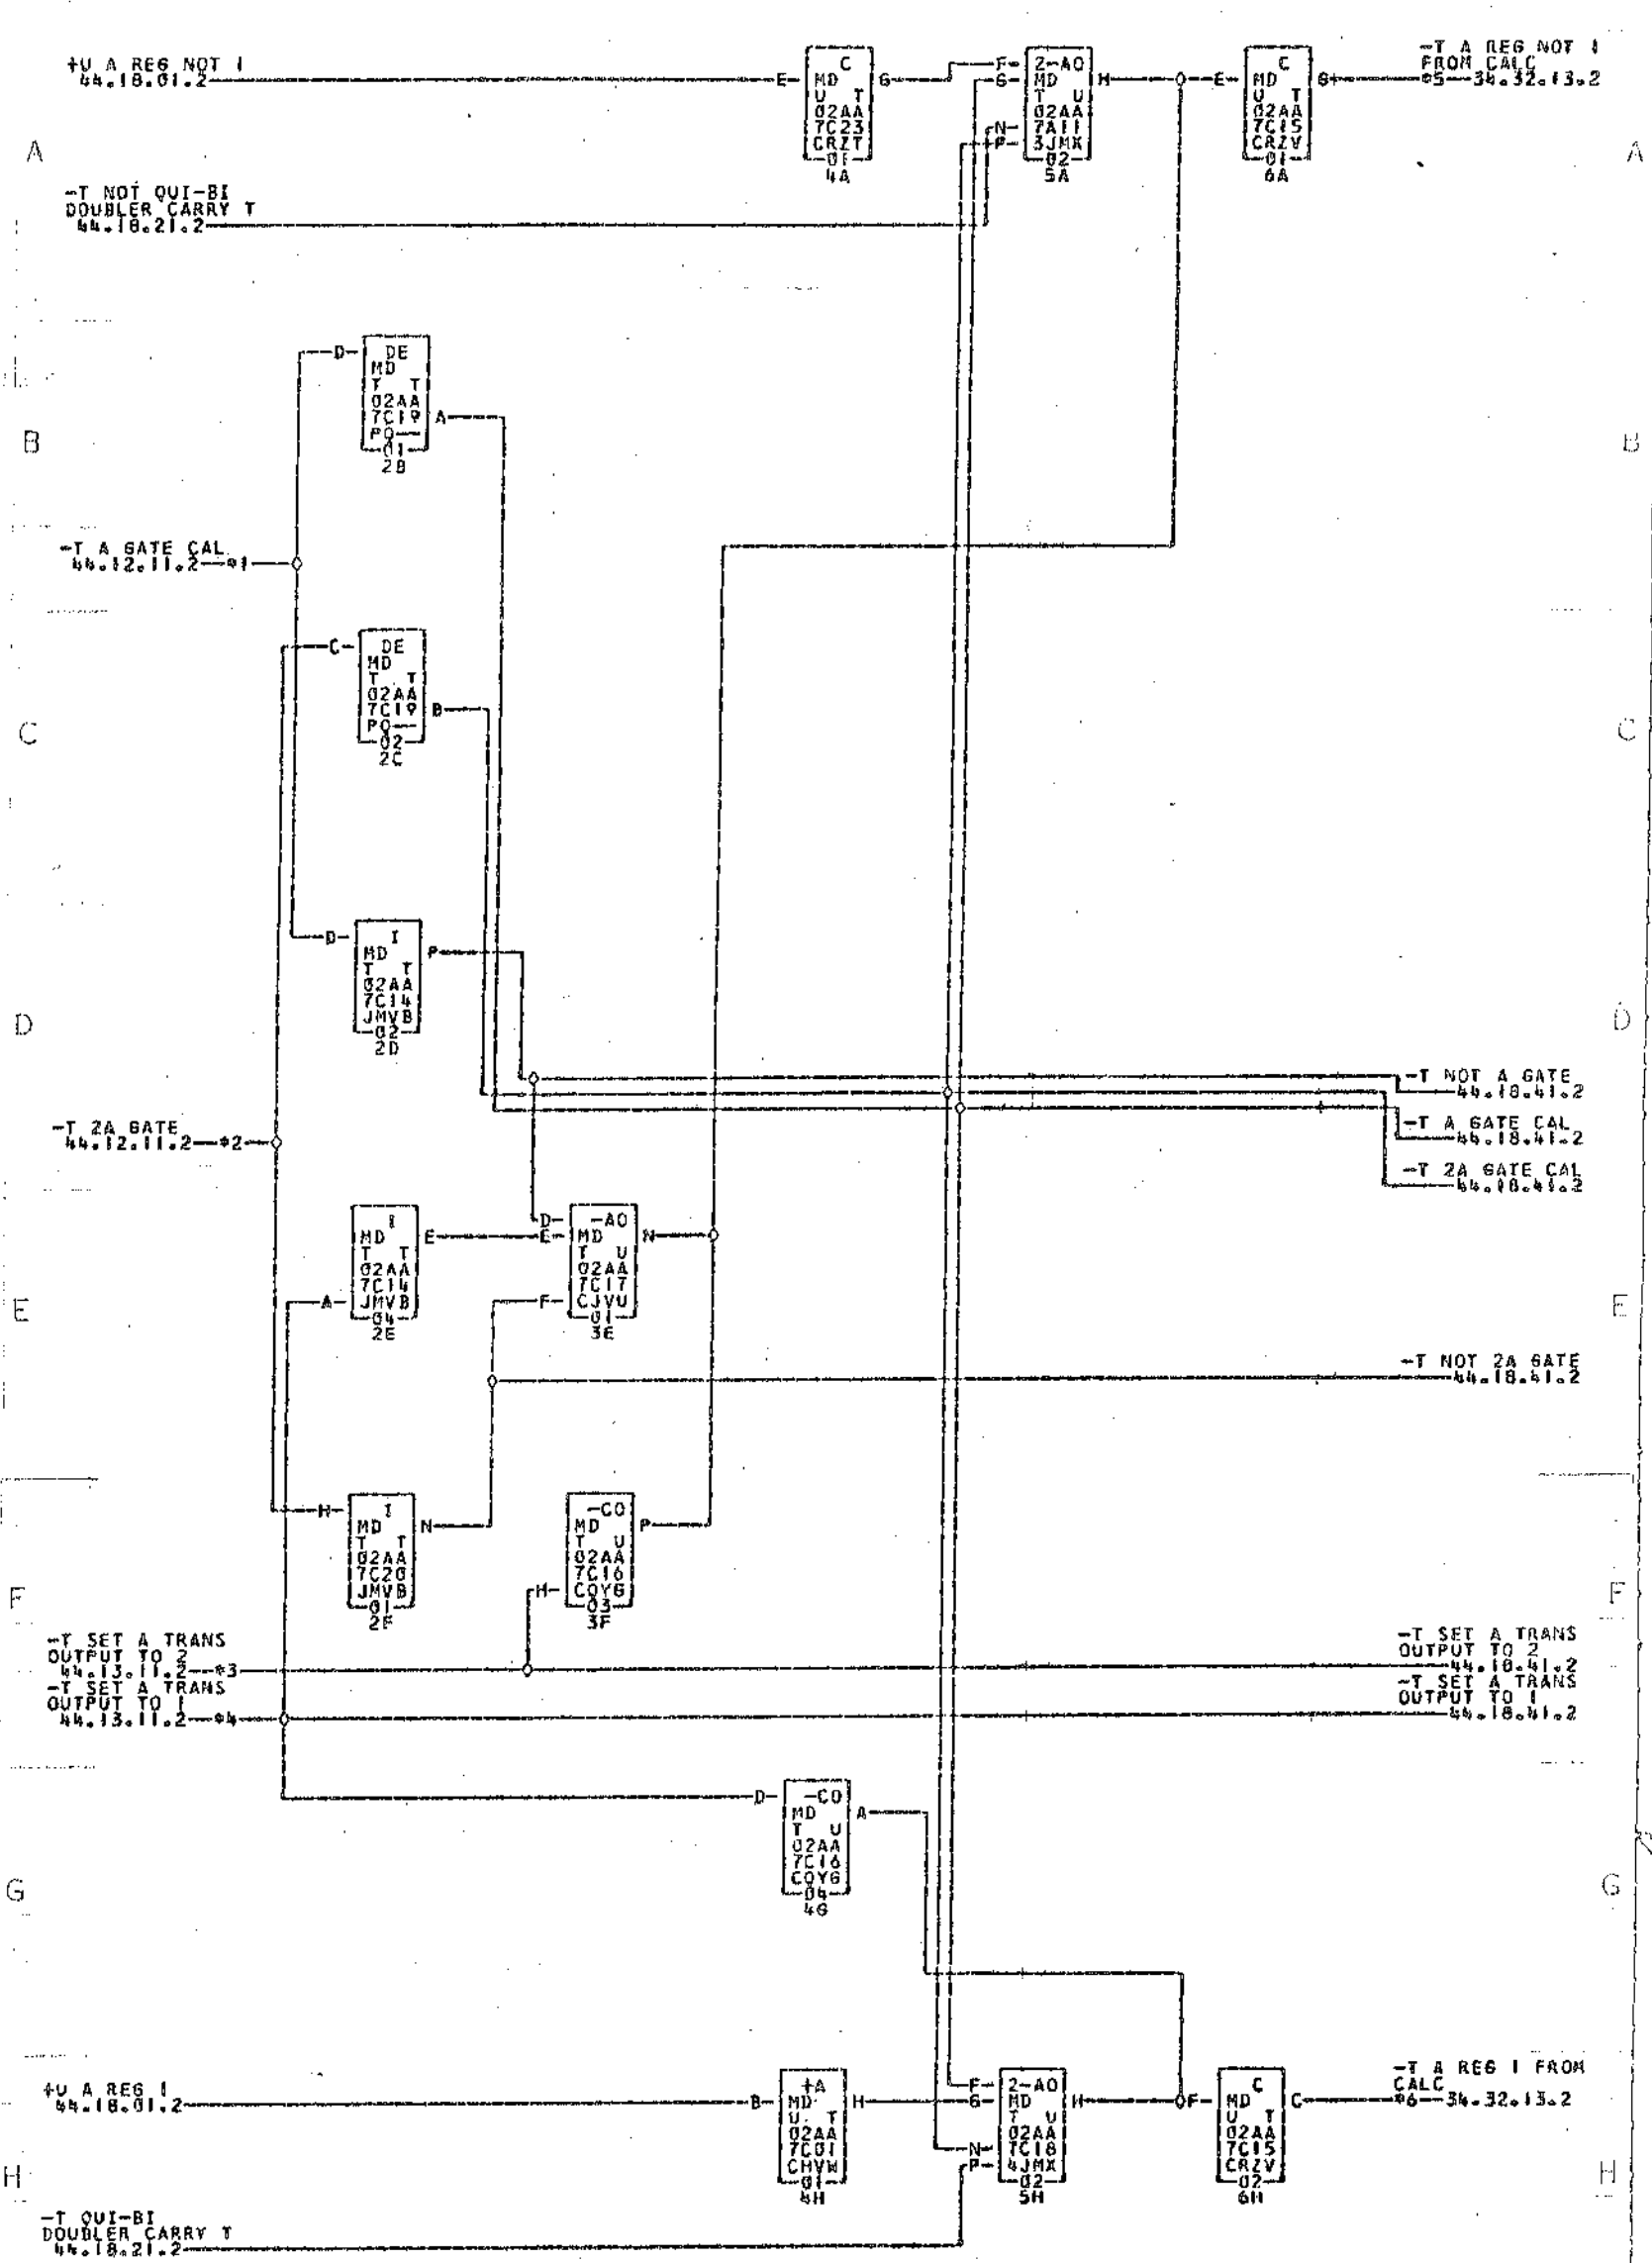 +U A REG NOT 1
44.18.01.2
E
C
MD
U T
02AA
7C23
CRZT
01
4A
G
F
G
N
P
2-AO
MD
T U
02AA
7A11
3JMX
02
5A
H
E
C
MD
U T
02AA
7C15
CRZV
01
6A
G
-T A REG NOT 1
FROM CALC
*5 34.32.13.2
A
A
-T NOT QUI-BI
DOUBLER CARRY T
44.18.21.2
D
DE
MD
T T
02AA
7C19
PQ--
01
2B
A
B
B
-T A GATE CAL
44.12.11.2 *1
C
DE
MD
T T
02AA
7C19
PQ--
02
2C
B
C
C
D
I
MD
T T
02AA
7C14
JMVB
02
2D
P
D
D
-T NOT A GATE
44.18.41.2
-T A GATE CAL
44.18.41.2
-T 2A GATE CAL
44.18.41.2
-T 2A GATE
44.12.11.2 *2
A
I
MD
T T
02AA
7C14
JMVB
04
2E
E
D
E
F
-AO
MD
T U
02AA
7C17
CJVU
01
3E
N
E
E
-T NOT 2A GATE
44.18.41.2
H
I
MD
T T
02AA
7C20
JMVB
01
2F
N
H
-CO
MD
T U
02AA
7C16
CQYG
03
3F
P
F
F
-T SET A TRANS
OUTPUT TO 2
44.13.11.2 *3
-T SET A TRANS
OUTPUT TO 1
44.13.11.2 *4
-T SET A TRANS
OUTPUT TO 2
44.18.41.2
-T SET A TRANS
OUTPUT TO 1
44.18.41.2
D
-CO
MD
T U
02AA
7C16
CQYG
04
4G
A
G
G
+U A REG 1
44.18.01.2
B
+A
MD
U T
02AA
7C01
CHVW
01
4H
H
F
G
N
P
2-AO
MD
T U
02AA
7C18
4JMX
02
5H
H
F
C
MD
U T
02AA
7C15
CRZV
02
6H
C
-T A REG 1 FROM
CALC
*6 34.32.13.2
H
H
-T QUI-BI
DOUBLER CARRY T
44.18.21.2